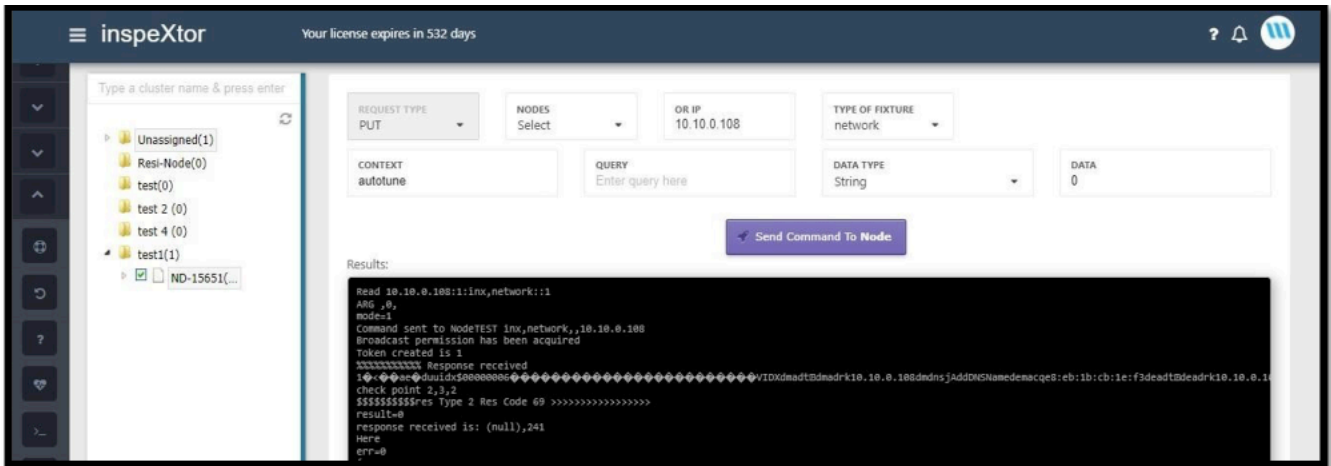 inspeXtor
Your license expires in 532 days
?
Type a cluster name & press enter
Unassigned(1)
Resi-Node(0)
test(0)
test 2 (0)
test 4 (0)
test1(1)
ND-15651(...
REQUEST TYPE
PUT
NODES
Select
OR IP
10.10.0.108
TYPE OF FIXTURE
network
CONTEXT
autotune
QUERY
Enter query here
DATA TYPE
String
DATA
0
Send Command To Node
Results:
Read 10.10.0.108:1:inx,network::1
ARG ,0,
mode=1
Command sent to NodeTEST inx,network,,10.10.0.108
Broadcast permission has been acquired
Token created is 1
%%%%%%%%%%% Response received
check point 2,3,2
$$$$$$$$$$res Type 2 Res Code 69 >>>>>>>>>>>>>>>>>
result=0
response received is: (null),241
Here
err=0